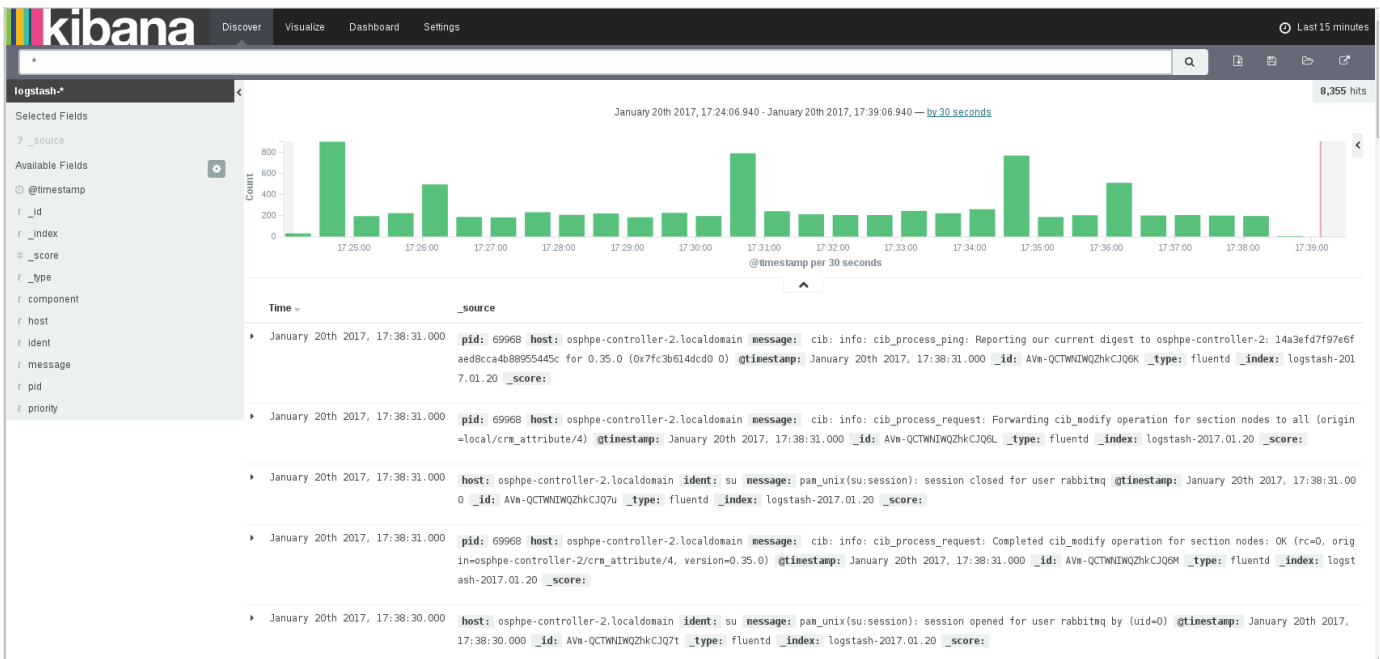 kibana Discover Visualize Dashboard Settings Last 15 minutes
*
logstash-*
8,355 hits
Selected Fields
? _source
Available Fields
@timestamp
t _id
t _index
# _score
t _type
t component
t host
t ident
t message
t pid
t priority
January 20th 2017, 17:24:06.940 - January 20th 2017, 17:39:06.940 — by 30 seconds
Count
800
600
400
200
0
17:25:00 17:26:00 17:27:00 17:28:00 17:29:00 17:30:00 17:31:00 17:32:00 17:33:00 17:34:00 17:35:00 17:36:00 17:37:00 17:38:00 17:39:00
@timestamp per 30 seconds
Time _source
January 20th 2017, 17:38:31.000 pid: 69968 host: osphpe-controller-2.localdomain message: cib: info: cib_process_ping: Reporting our current digest to osphpe-controller-2: 14a3efd7f97e6f
aed8cca4b88955445c for 0.35.0 (0x7fc3b614dcd0 0) @timestamp: January 20th 2017, 17:38:31.000 _id: AVm-QCTWNIWQZhkCJQ6K _type: fluentd _index: logstash-201
7.01.20 _score:
January 20th 2017, 17:38:31.000 pid: 69968 host: osphpe-controller-2.localdomain message: cib: info: cib_process_request: Forwarding cib_modify operation for section nodes to all (origin
=local/crm_attribute/4) @timestamp: January 20th 2017, 17:38:31.000 _id: AVm-QCTWNIWQZhkCJQ6L _type: fluentd _index: logstash-2017.01.20 _score:
January 20th 2017, 17:38:31.000 host: osphpe-controller-2.localdomain ident: su message: pam_unix(su:session): session closed for user rabbitmq @timestamp: January 20th 2017, 17:38:31.00
0 _id: AVm-QCTWNIWQZhkCJQ7u _type: fluentd _index: logstash-2017.01.20 _score:
January 20th 2017, 17:38:31.000 pid: 69968 host: osphpe-controller-2.localdomain message: cib: info: cib_process_request: Completed cib_modify operation for section nodes: OK (rc=0, orig
in=osphpe-controller-2/crm_attribute/4, version=0.35.0) @timestamp: January 20th 2017, 17:38:31.000 _id: AVm-QCTWNIWQZhkCJQ6M _type: fluentd _index: logst
ash-2017.01.20 _score:
January 20th 2017, 17:38:30.000 host: osphpe-controller-2.localdomain ident: su message: pam_unix(su:session): session opened for user rabbitmq by (uid=0) @timestamp: January 20th 2017,
17:38:30.000 _id: AVm-QCTWNIWQZhkCJQ7t _type: fluentd _index: logstash-2017.01.20 _score: